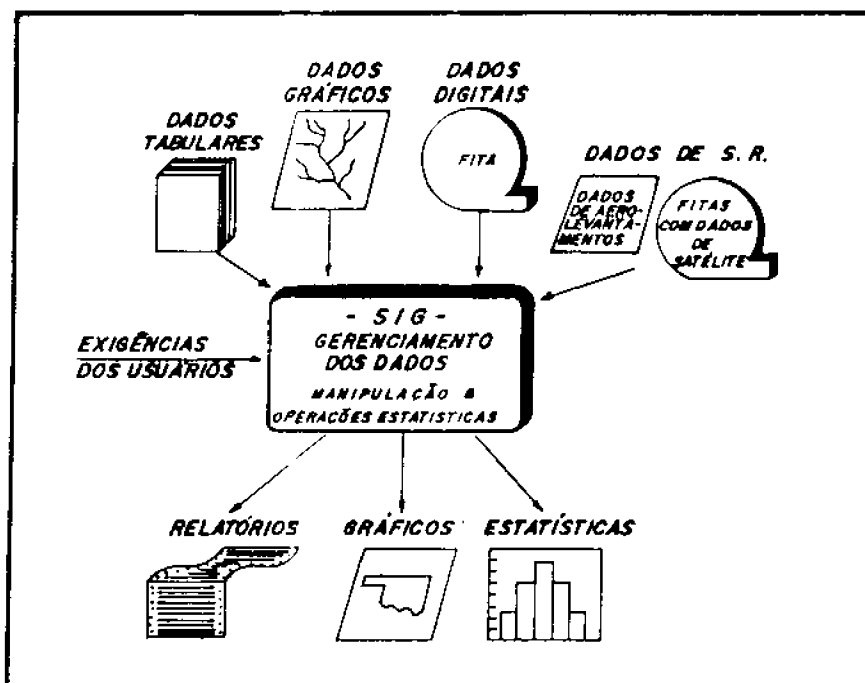 DADOS
GRÁFICOS
DADOS
DIGITAIS
DADOS
TABULARES
FITA
DADOS DE S.R.
DADOS
DE AERO-
LEVANTA-
MENTOS
FITAS
COM DADOS
DE
SATÉLITE
- SIG -
GERENCIAMENTO
DOS DADOS
MANIPULAÇÃO &
OPERAÇÕES ESTATISTICAS
EXIGÊNCIAS
DOS USUÁRIOS
RELATÓRIOS
GRÁFICOS
ESTATÍSTICAS